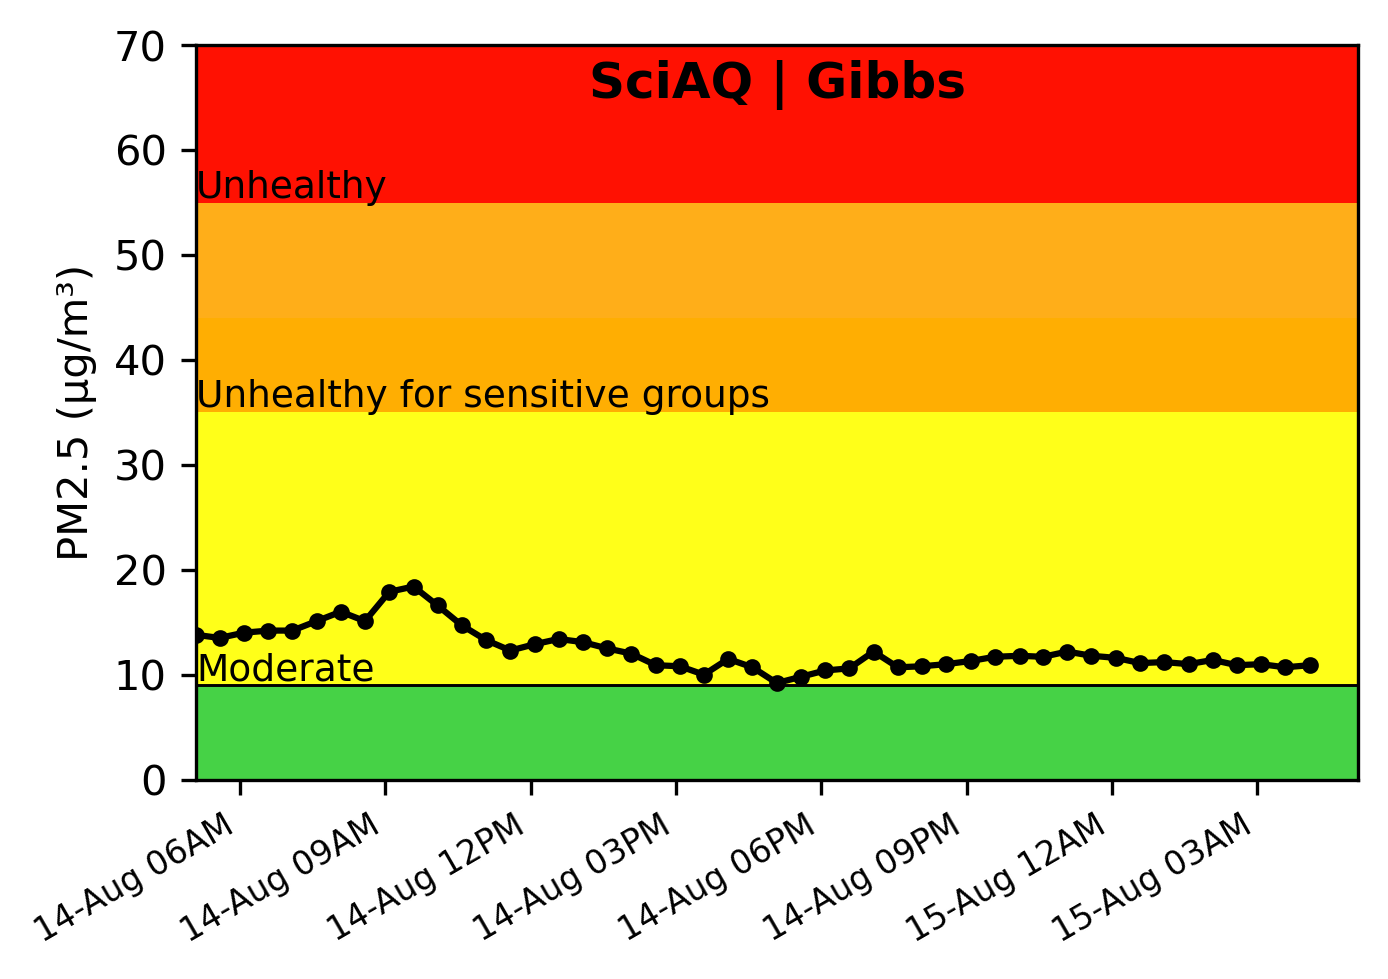 SciAQ | Gibbs
70
60
50
40
30
20
10
0
PM2.5 (µg/m³)
Unhealthy
Unhealthy for sensitive groups
Moderate
14-Aug 06AM
14-Aug 09AM
14-Aug 12PM
14-Aug 03PM
14-Aug 06PM
14-Aug 09PM
15-Aug 12AM
15-Aug 03AM